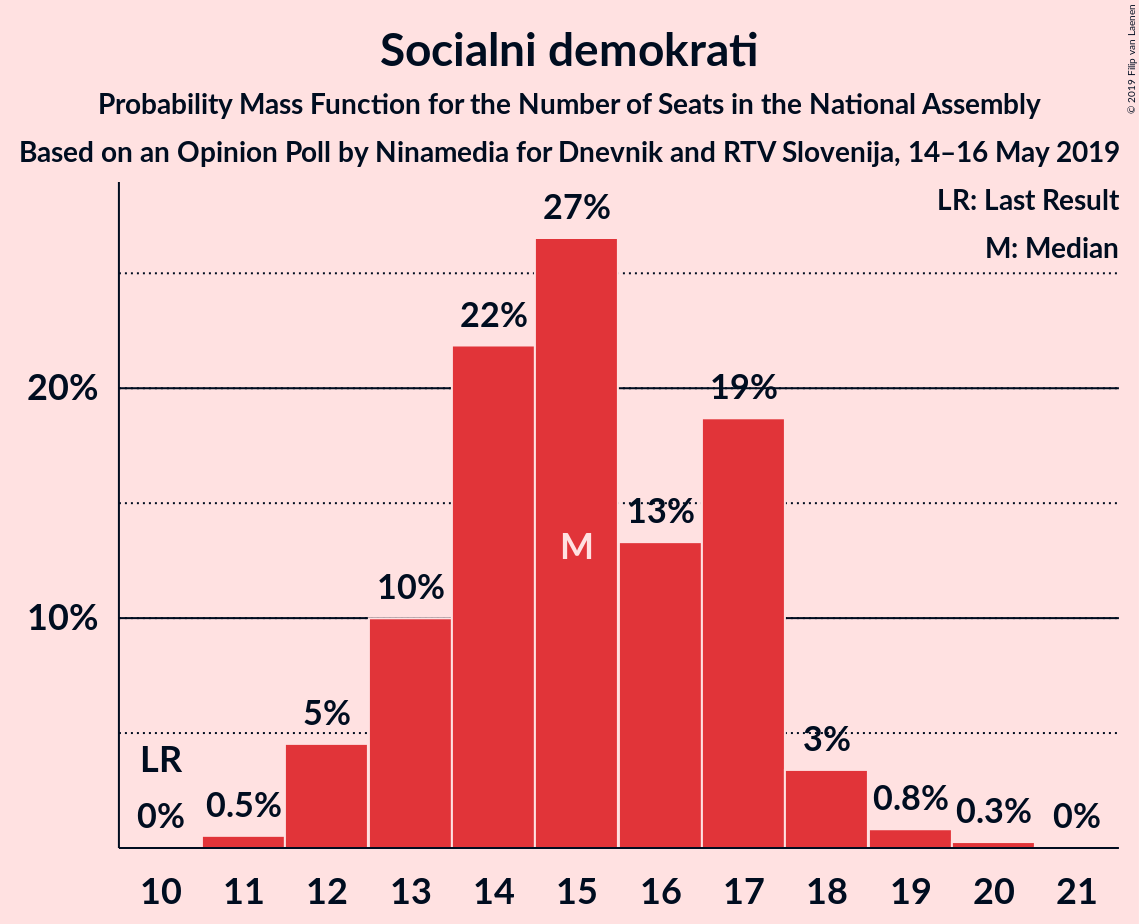 Socialni demokrati
Probability Mass Function for the Number of Seats in the National Assembly
Based on an Opinion Poll by Ninamedia for Dnevnik and RTV Slovenija, 14–16 May 2019
© 2019 Filip van Laenen
LR: Last Result
M: Median
27%
22%
20%
19%
13%
M
10%
10%
5%
3%
LR
0%
0.5%
0.8%
0.3%
0%
10 11 12 13 14 15 16 17 18 19 20 21